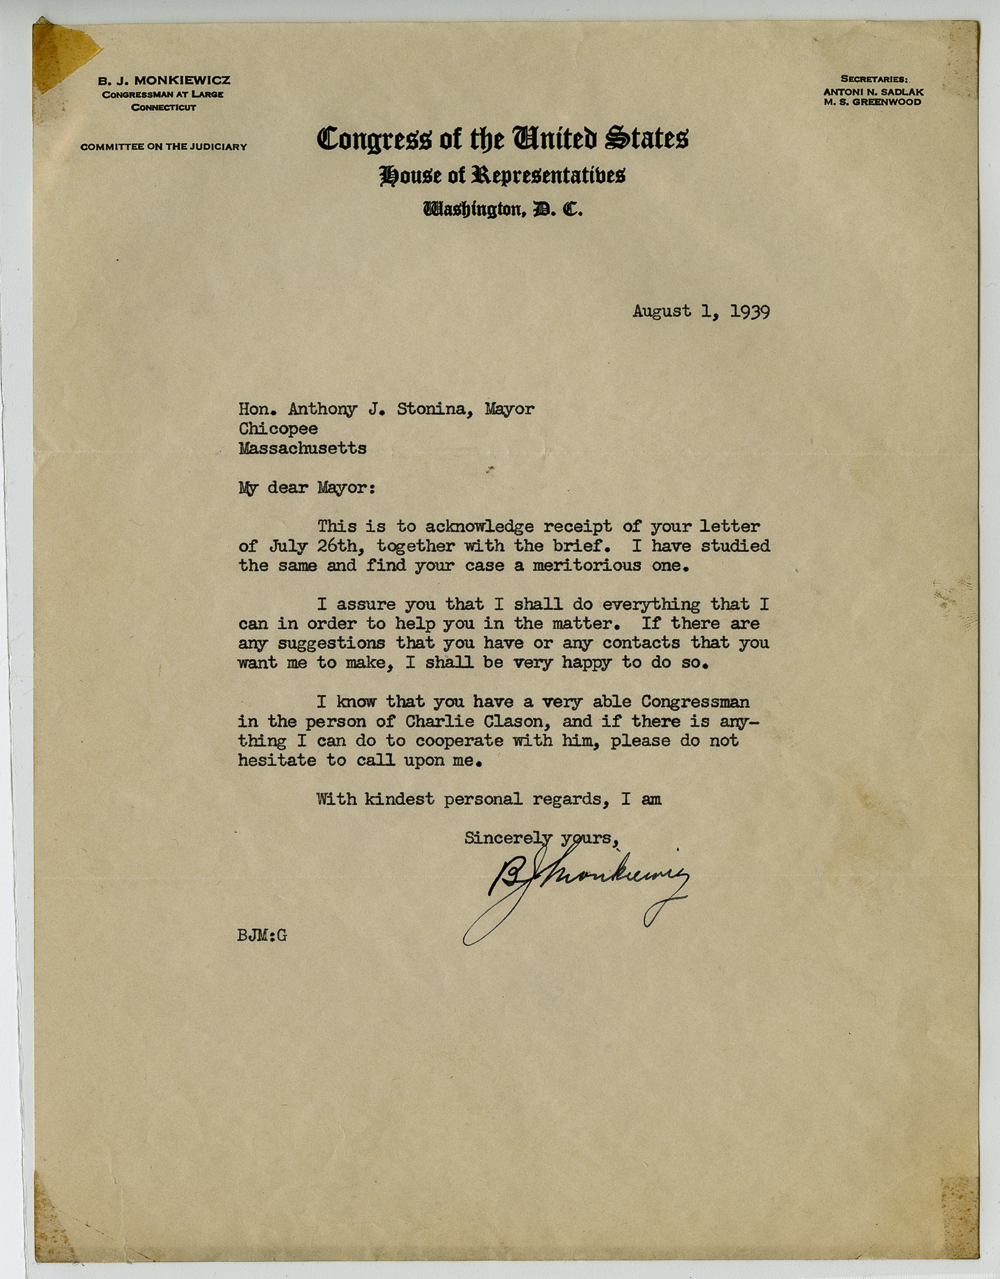 B. J. MONKIEWICZ
CONGRESSMAN AT LARGE
CONNECTICUT
COMMITTEE ON THE JUDICIARY
SECRETARIES:
ANTONI N. SADLAK
M. S. GREENWOOD
Congress of the United States
House of Representatives
Washington, D. C.
August 1, 1939
Hon. Anthony J. Stonina, Mayor
Chicopee
Massachusetts
My dear Mayor:
This is to acknowledge receipt of your letter
of July 26th, together with the brief. I have studied
the same and find your case a meritorious one.
I assure you that I shall do everything that I
can in order to help you in the matter. If there are
any suggestions that you have or any contacts that you
want me to make, I shall be very happy to do so.
I know that you have a very able Congressman
in the person of Charlie Clason, and if there is any-
thing I can do to cooperate with him, please do not
hesitate to call upon me.
With kindest personal regards, I am
Sincerely yours,
BJ Monkiewicz
BJM:G